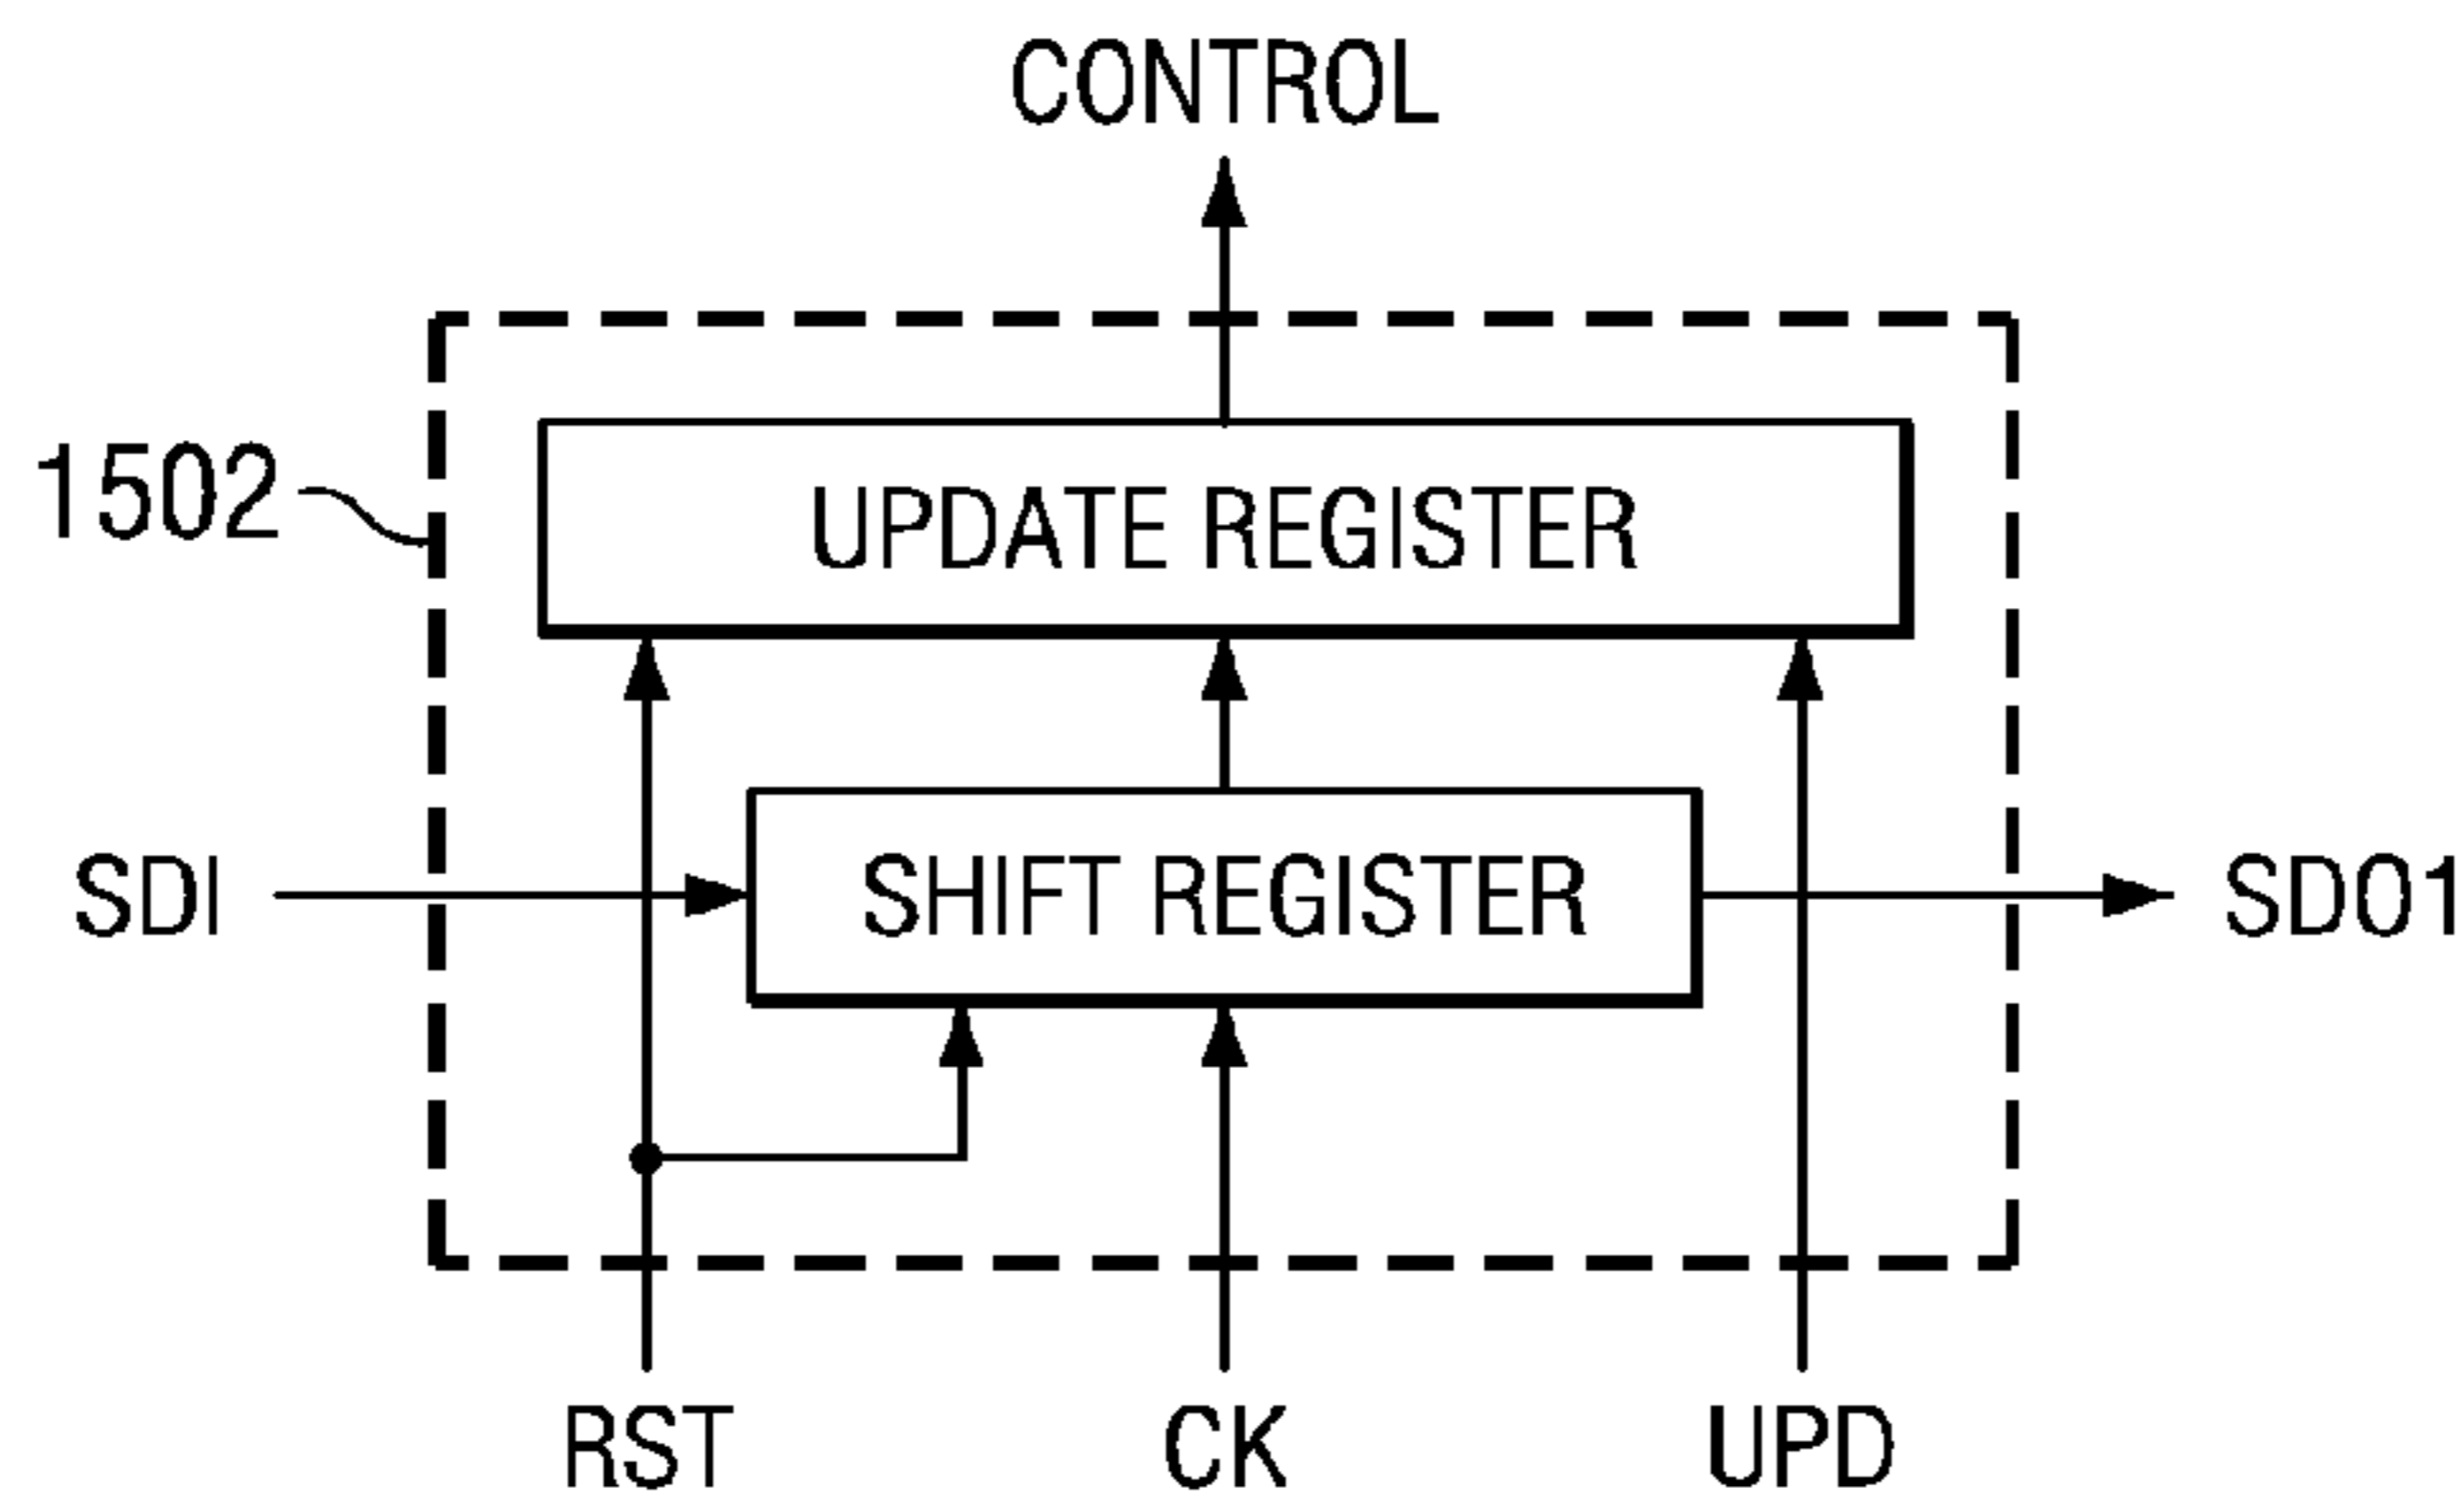 CONTROL
1502
UPDATE REGISTER
SDI
SHIFT REGISTER
SDO1
RST
CK
UPD